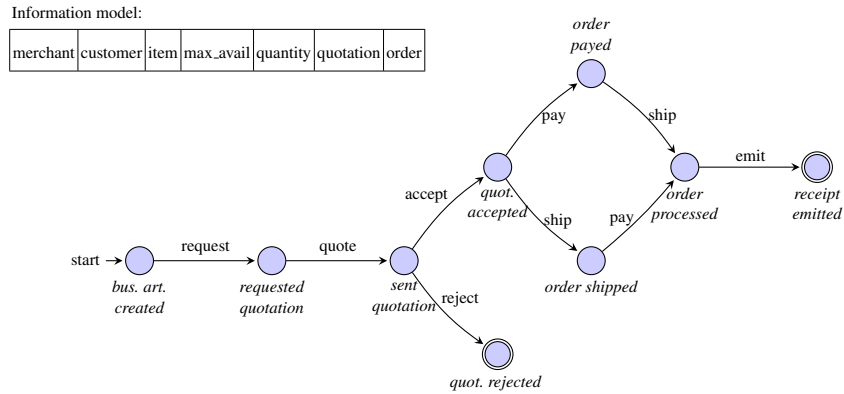 Information model:
merchant customer item max_avail quantity quotation order
order
payed
pay
ship
accept
quot.
accepted
ship
pay
order
processed
emit
receipt
emitted
start
request
quote
bus. art.
created
requested
quotation
sent
quotation
reject
order shipped
quot. rejected